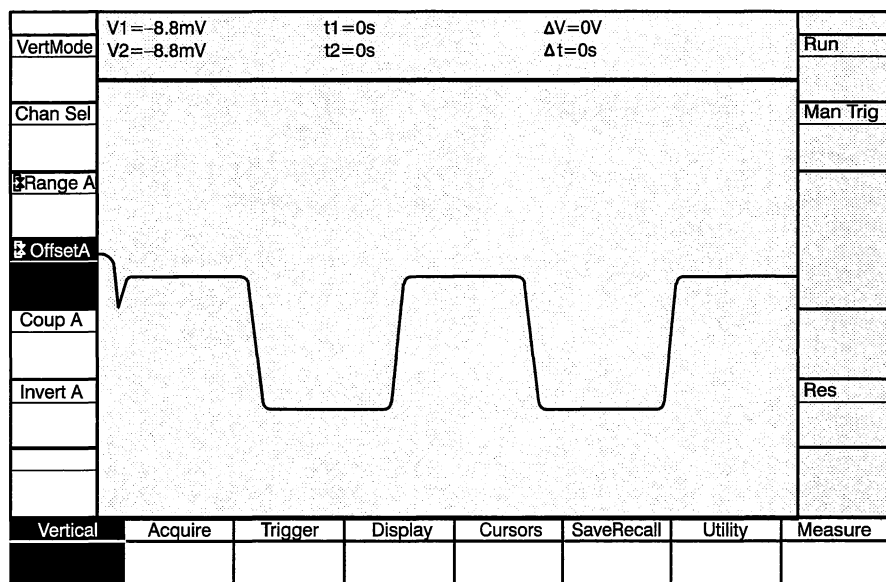 V1=-8.8mV t1=0s ΔV=0V
V2=-8.8mV t2=0s Δt=0s
VertMode
Chan Sel
Range A
OffsetA
Coup A
Invert A
Run
Man Trig
Res
Vertical Acquire Trigger Display Cursors SaveRecall Utility Measure